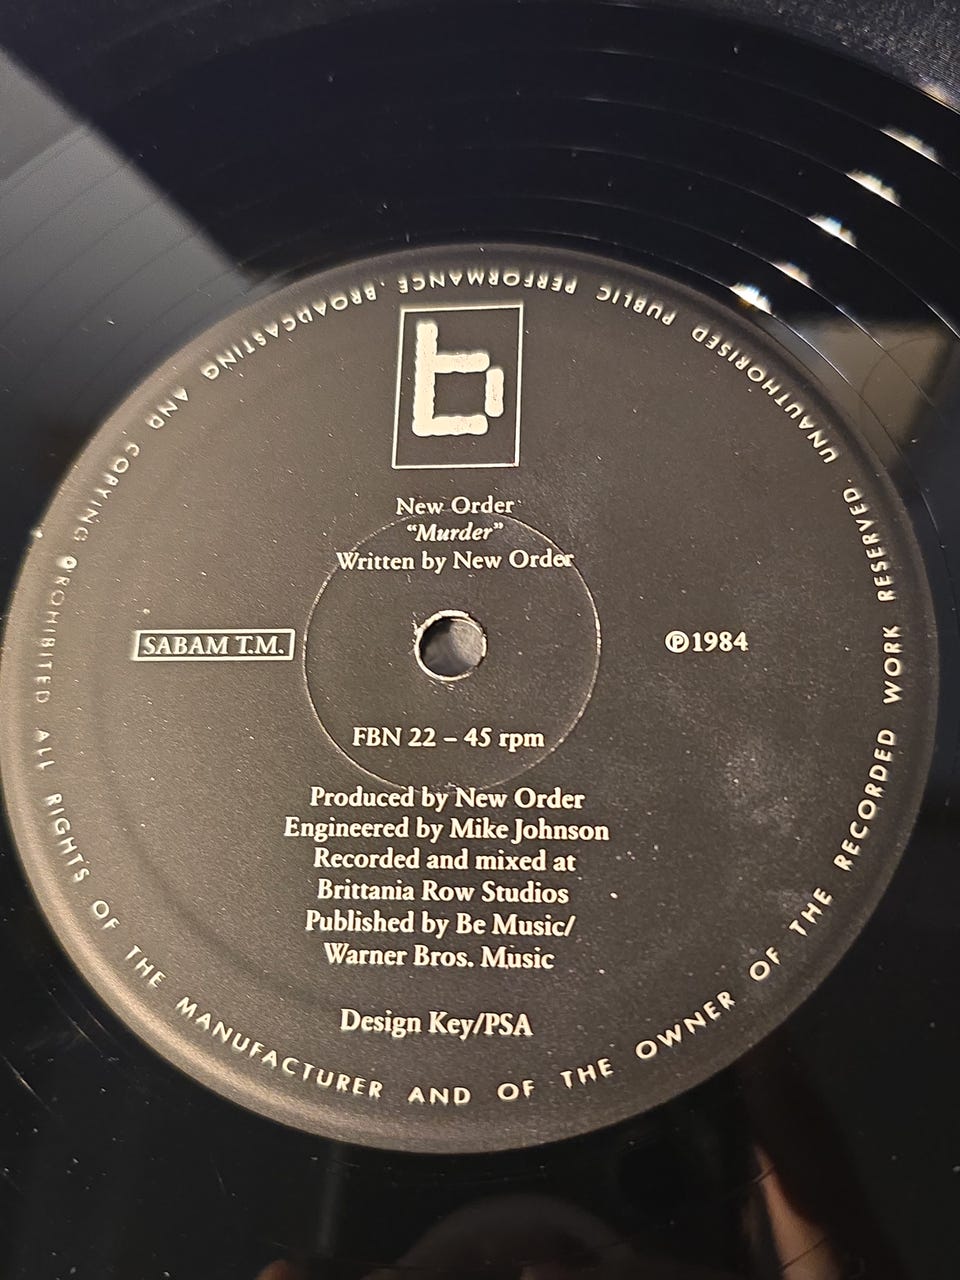 b
New Order
“Murder”
Written by New Order
SABAM T.M.
℗1984
FBN 22 – 45 rpm
Produced by New Order
Engineered by Mike Johnson
Recorded and mixed at
Brittania Row Studios
Published by Be Music/
Warner Bros. Music
Design Key/PSA
ALL RIGHTS OF THE MANUFACTURER AND OF THE OWNER OF THE RECORDED WORK RESERVED. UNAUTHORISED PUBLIC PERFORMANCE, BROADCASTING AND COPYING PROHIBITED